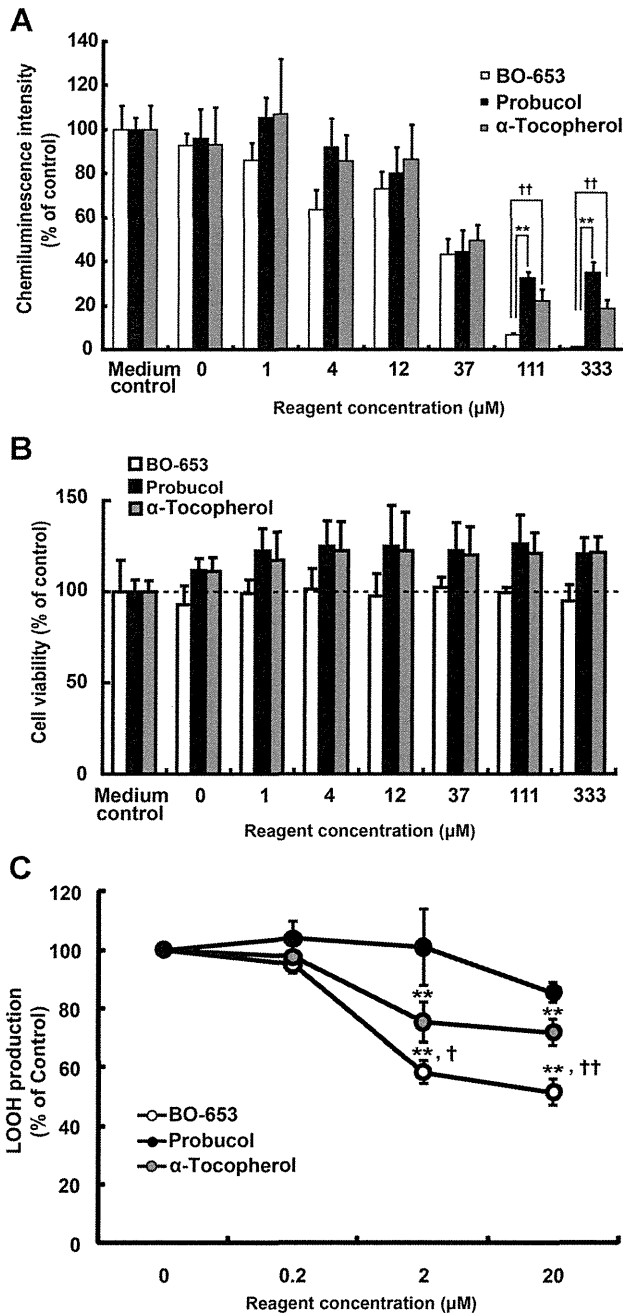 A
Chemiluminescence intensity
(% of control)
140
120
100
80
60
40
20
0
BO-653
Probucol
α-Tocopherol
††
**
††
**
Medium control 0 1 4 12 37 111 333
Reagent concentration (µM)
B
Cell viability (% of control)
150
100
50
0
BO-653
Probucol
α-Tocopherol
Medium control 0 1 4 12 37 111 333
Reagent concentration (µM)
C
LOOH production
(% of Control)
120
100
80
60
40
20
0
**
**, †
**
**, ††
BO-653
Probucol
α-Tocopherol
0 0.2 2 20
Reagent concentration (µM)